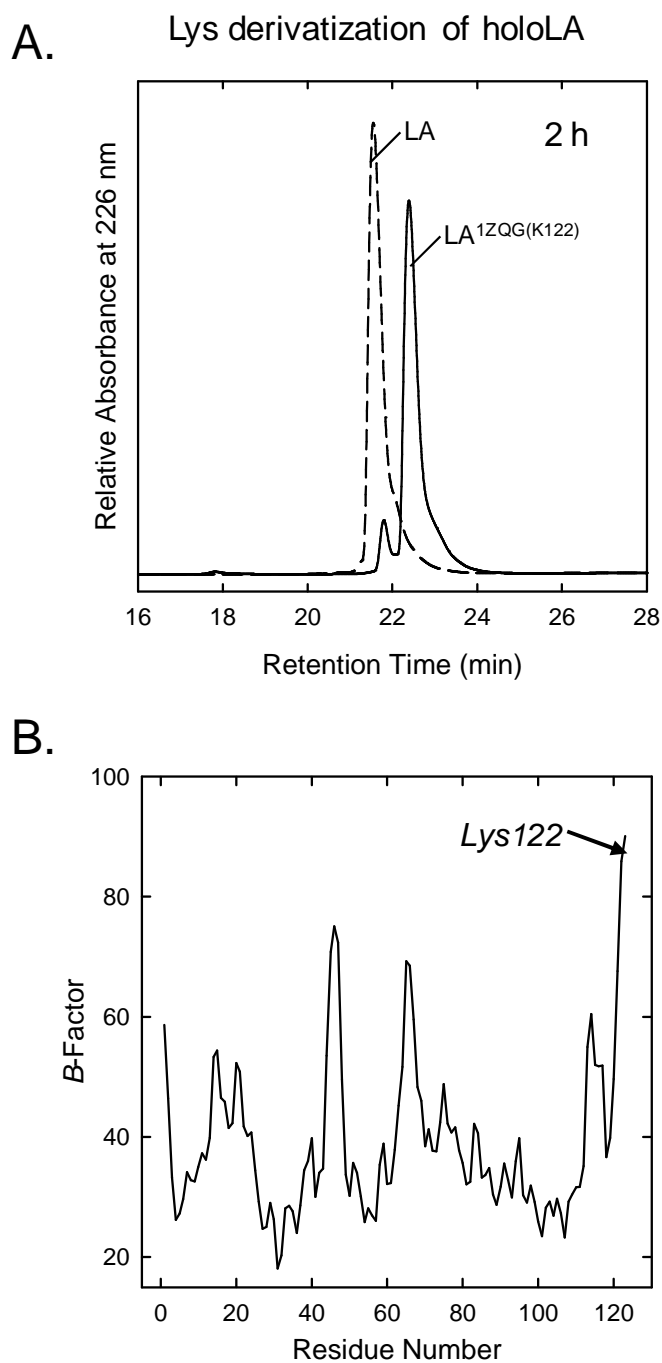 A.
Lys derivatization of holoLA
Relative Absorbance at 226 nm
LA
2 h
LA1ZQG(K122)
16 18 20 22 24 26 28
Retention Time (min)
B.
B-Factor
100
80
60
40
20
Lys122
0 20 40 60 80 100 120
Residue Number